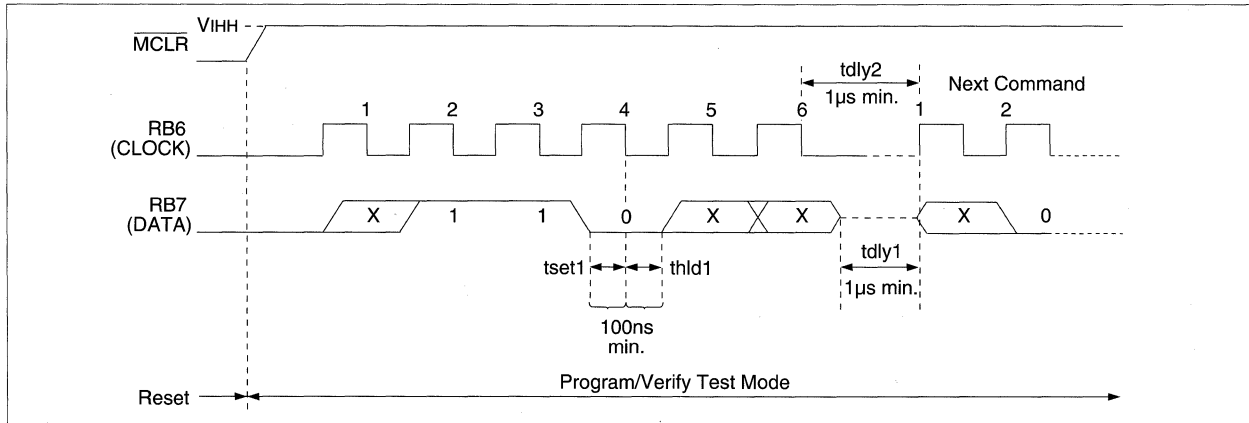 VIHH
MCLR
tdly2
Next Command
1µs min.
1 2 3 4 5 6 1 2
RB6
(CLOCK)
RB7
(DATA)
X 1 1 0 X X X 0
tset1 thld1 tdly1
1µs min.
100ns
min.
Program/Verify Test Mode
Reset